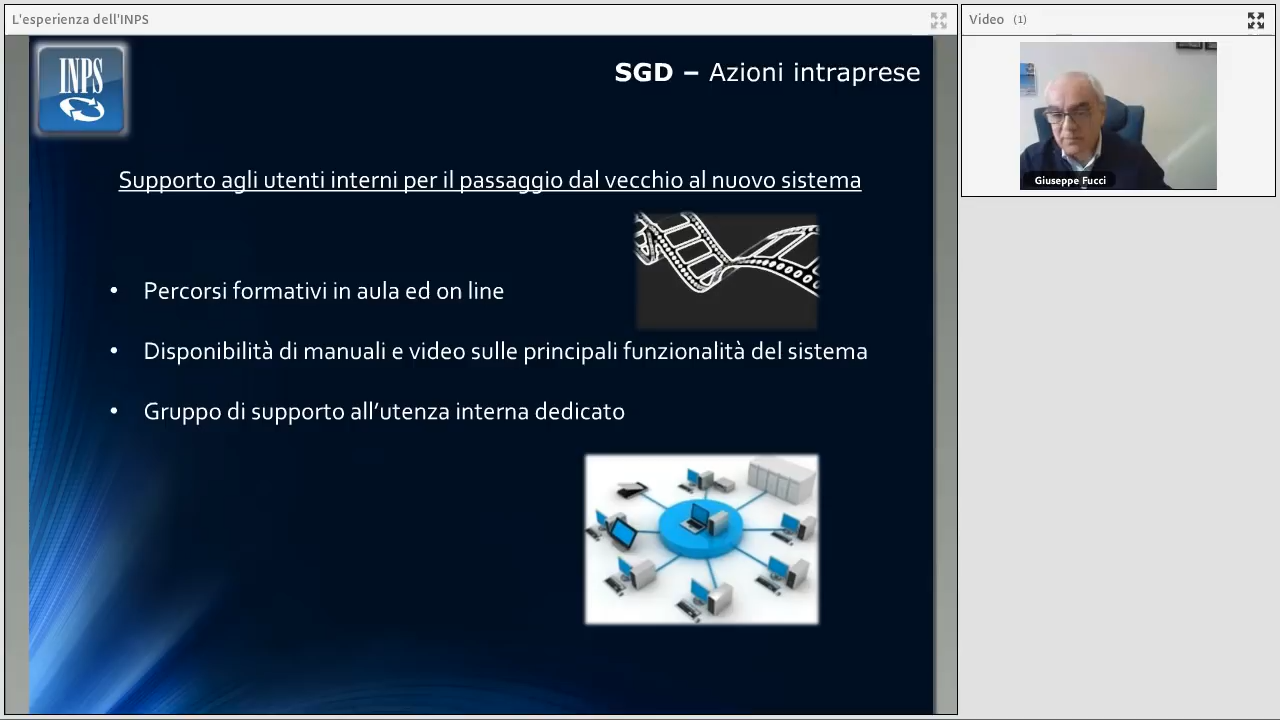 L'esperienza dell'INPS
Video (1)
INPS
SGD – Azioni intraprese
Supporto agli utenti interni per il passaggio dal vecchio al nuovo sistema
• Percorsi formativi in aula ed on line
• Disponibilità di manuali e video sulle principali funzionalità del sistema
• Gruppo di supporto all’utenza interna dedicato
Giuseppe Fucci